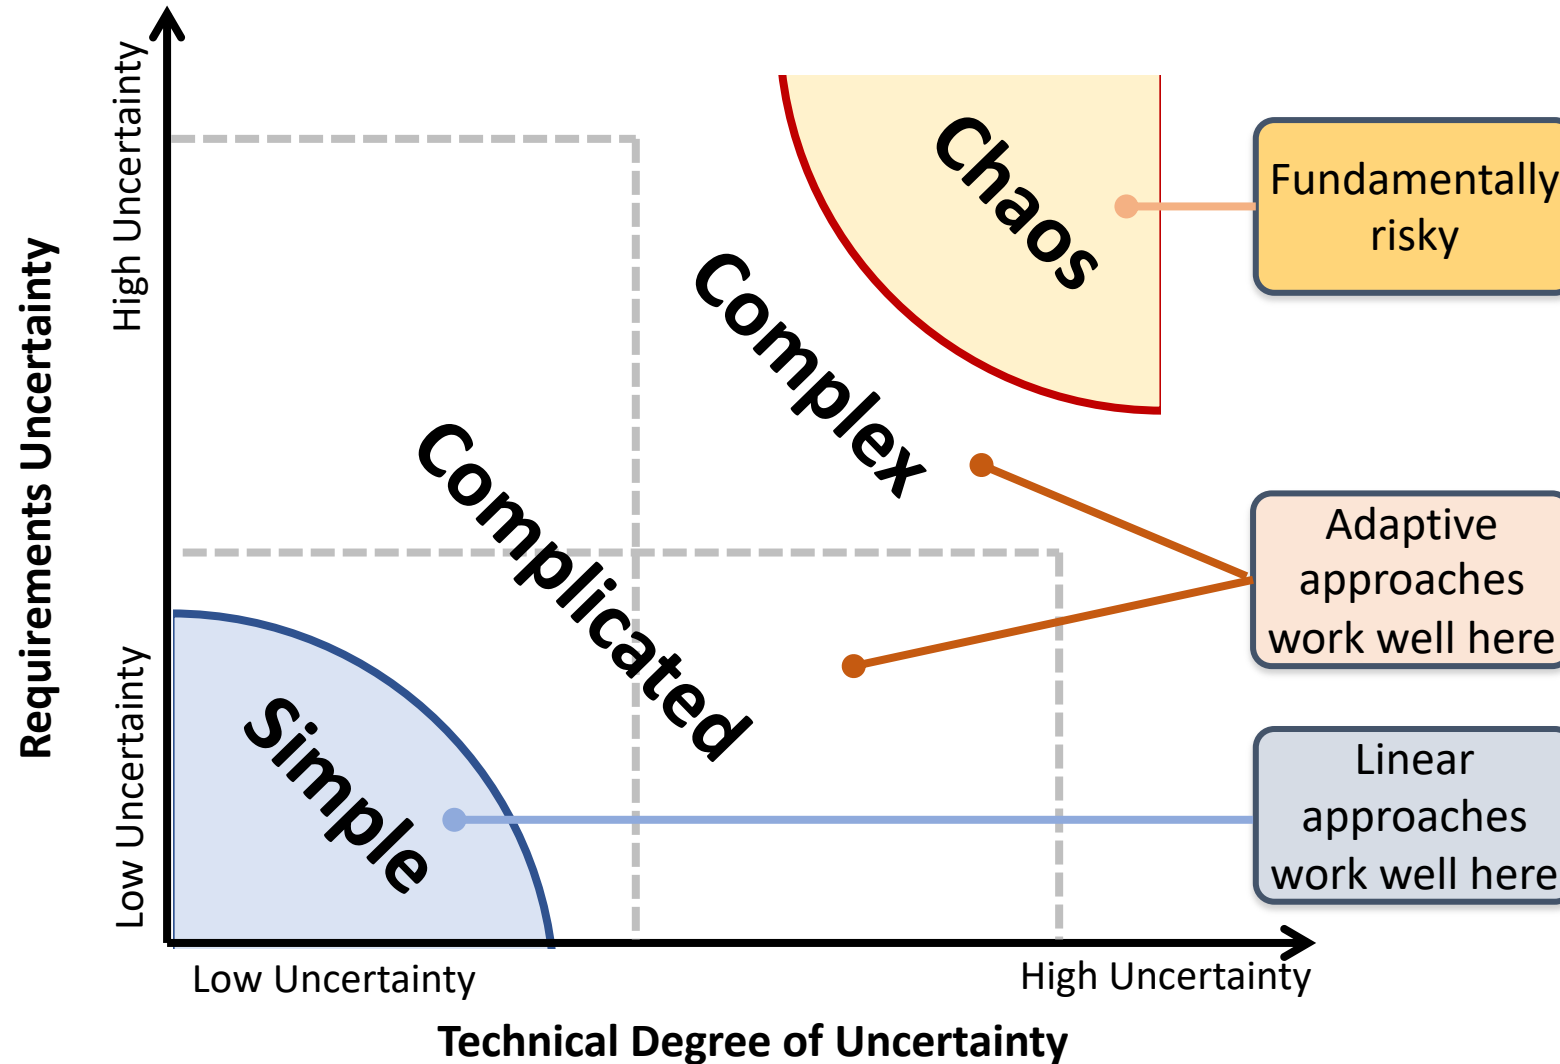 Requirements Uncertainty
High Uncertainty
Low Uncertainty
Chaos
Complex
Complicated
Simple
Fundamentally
risky
Adaptive
approaches
work well here
Linear
approaches
work well here
Low Uncertainty
High Uncertainty
Technical Degree of Uncertainty